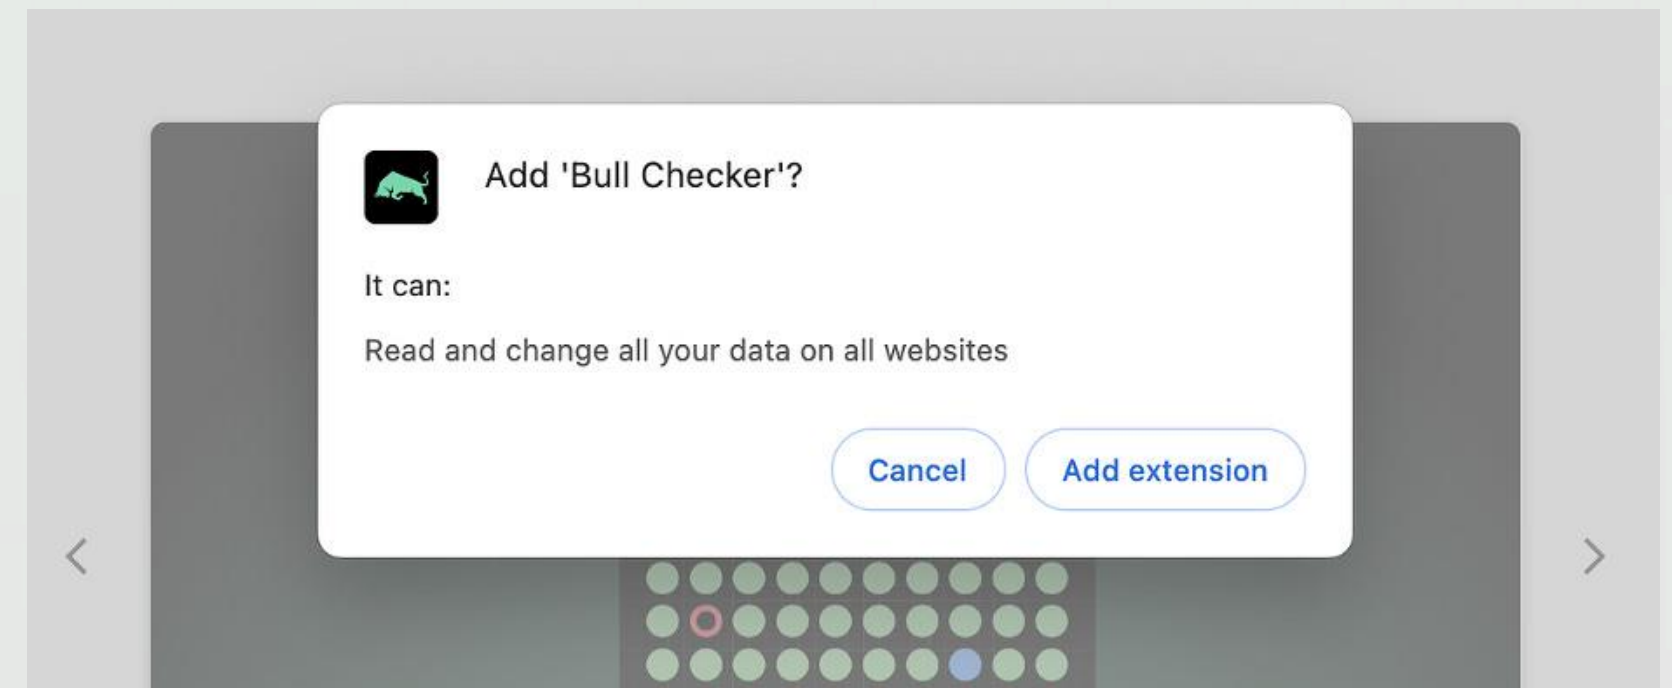 Add 'Bull Checker'?
It can:
Read and change all your data on all websites
Cancel
Add extension